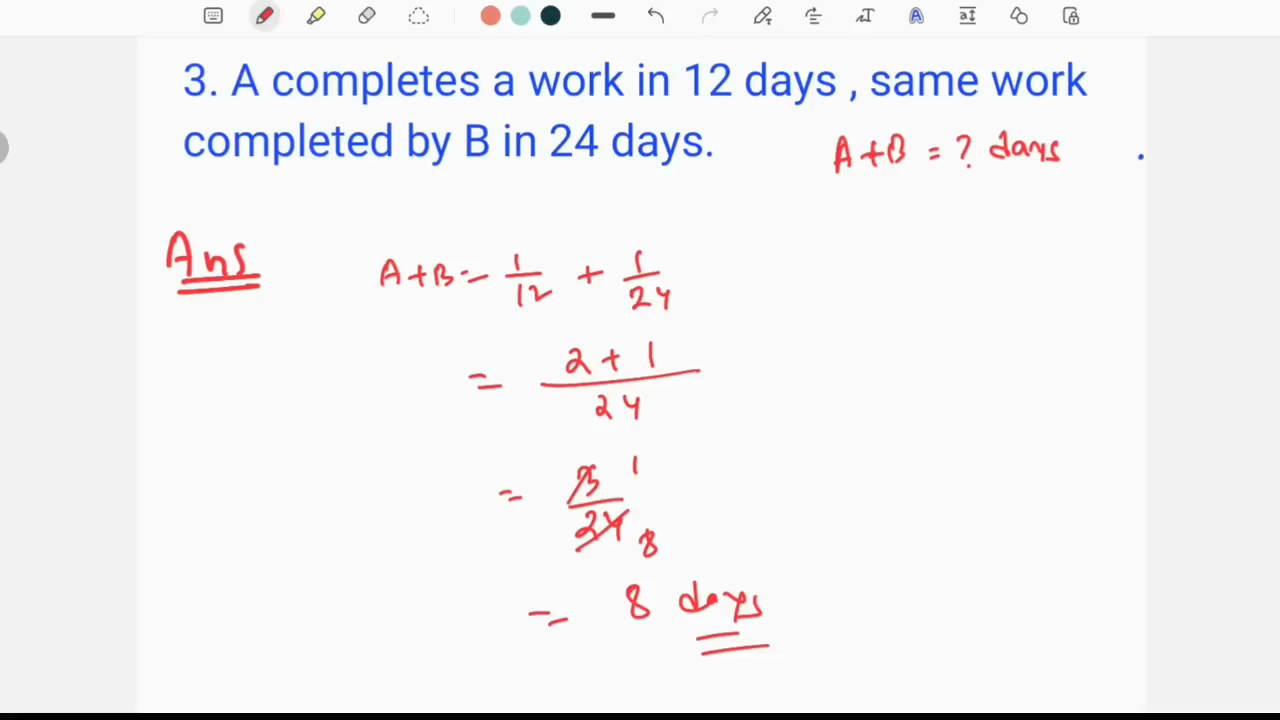 3. A completes a work in 12 days , same work
completed by B in 24 days.
A+B = ? days
Ans
A+B = 1/12 + 1/24
= 2 + 1 / 24
= 3/24 1 8
= 8 days